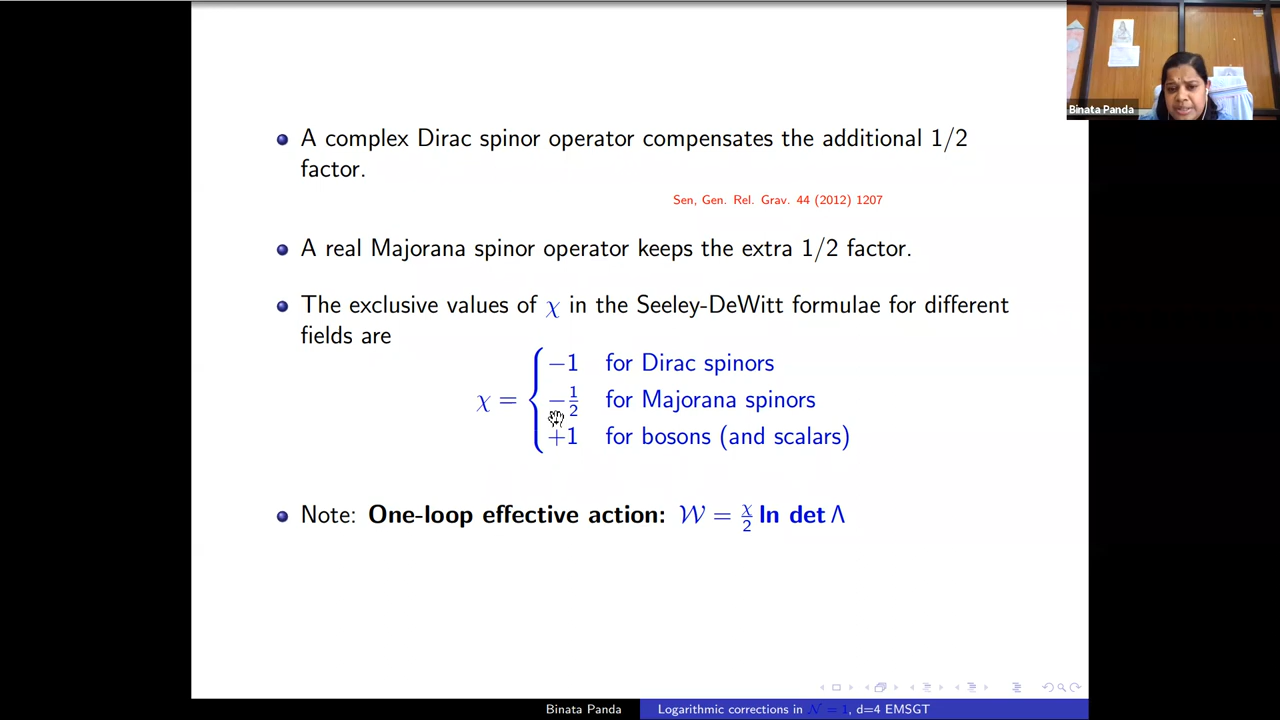 Binata Panda
A complex Dirac spinor operator compensates the additional 1/2
factor.
Sen, Gen. Rel. Grav. 44 (2012) 1207
A real Majorana spinor operator keeps the extra 1/2 factor.
The exclusive values of χ in the Seeley-DeWitt formulae for different
fields are
χ = { −1 for Dirac spinors
−1/2 for Majorana spinors
+1 for bosons (and scalars)
Note: One-loop effective action: 𝒲 = χ/2 ln det Λ
Binata Panda Logarithmic corrections in 𝒩 = 1, d=4 EMSGT